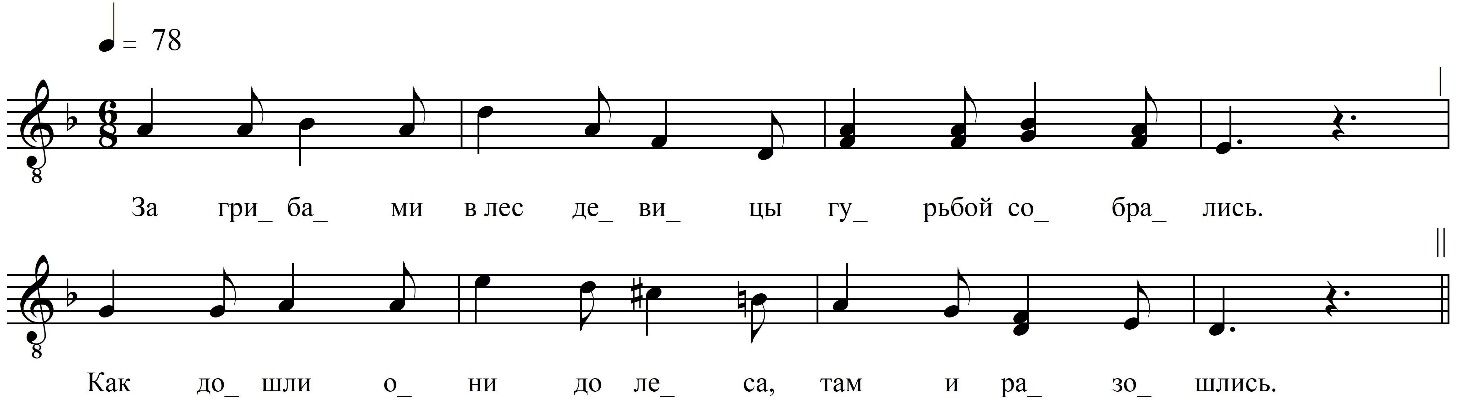 = 78
6
8
8
За гри_ ба_ ми в лес де_ ви_ цы гу_ рьбой со_ бра_ лись.
8
Как до_ шли о_ ни до ле_ са, там и ра_ зо_ шлись.